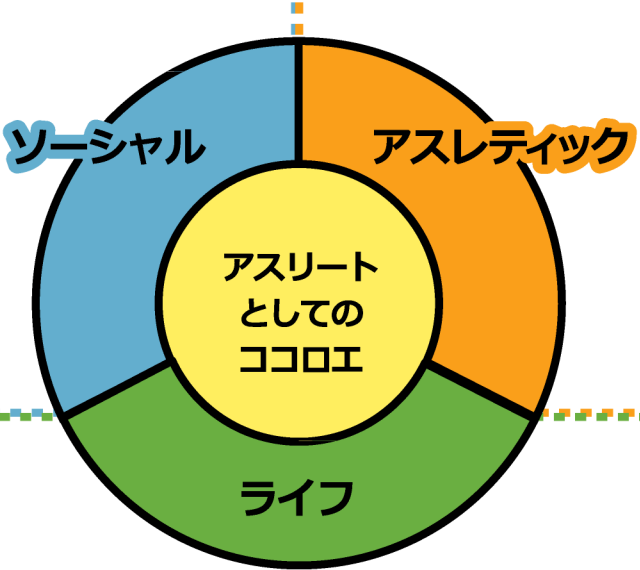 ソーシャル
アスレティック
アスリート
としての
ココロエ
ライフ